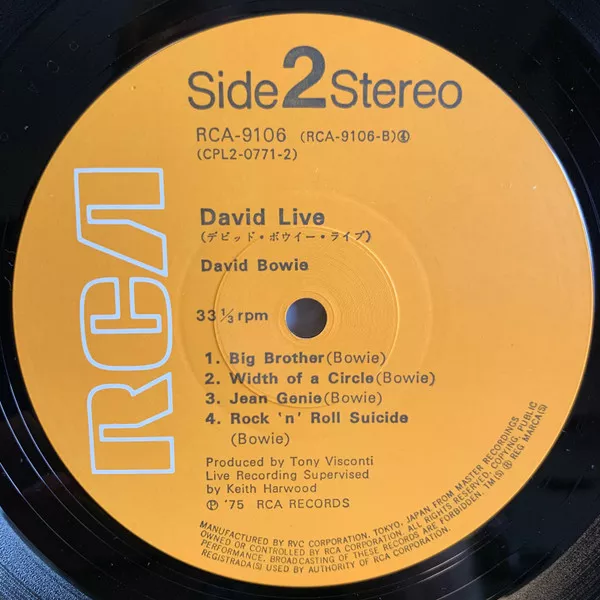 Side 2 Stereo
RCA-9106 (RCA-9106-B)④
(CPL2-0771-2)
RCA
David Live
(デビッド・ボウイー・ライブ)
David Bowie
33 1/3 rpm
1. Big Brother (Bowie)
2. Width of a Circle (Bowie)
3. Jean Genie (Bowie)
4. Rock 'n' Roll Suicide
(Bowie)
Produced by Tony Visconti
Live Recording Supervised
by Keith Harwood
Ⓟ '75 RCA RECORDS
MANUFACTURED BY RVC CORPORATION, TOKYO, JAPAN, FROM MASTER RECORDINGS
OWNED OR CONTROLLED BY RCA CORPORATION. ALL RIGHTS RESERVED, COPYING, PUBLIC
PERFORMANCE, BROADCASTING OF THESE RECORDS ARE FORBIDDEN. TM(S) ® REG MARCA(S)
REGISTRADA(S) USED BY AUTHORITY OF RCA CORPORATION.